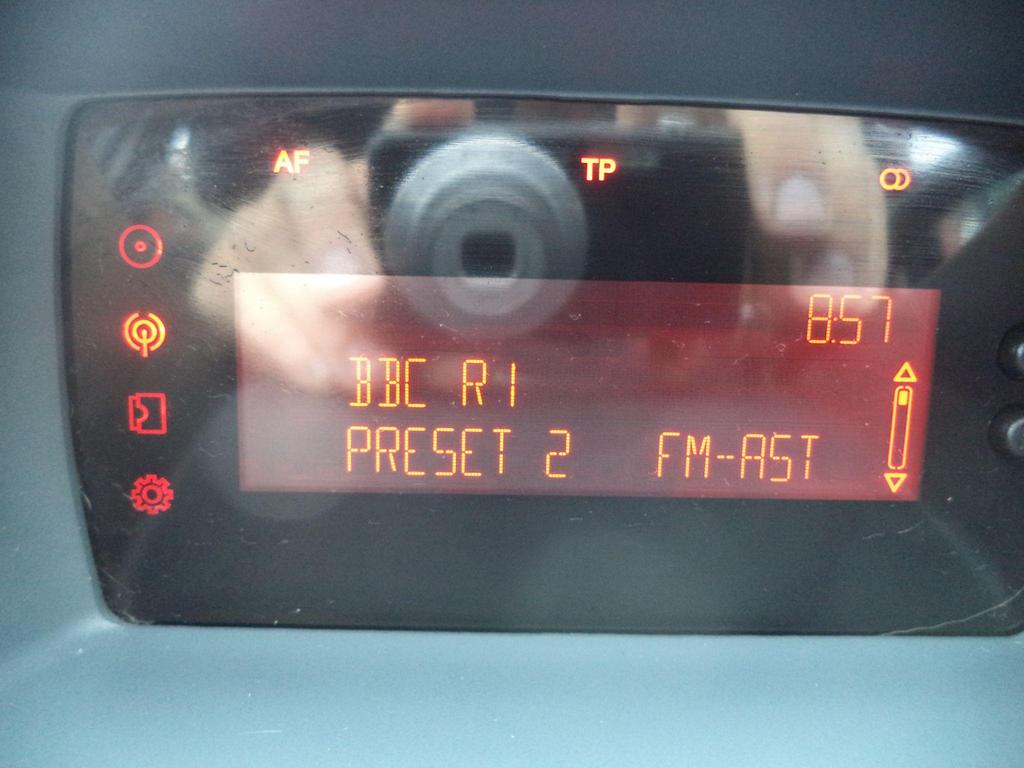 AF TP
8:57
BBC R1
PRESET 2 FM-AST